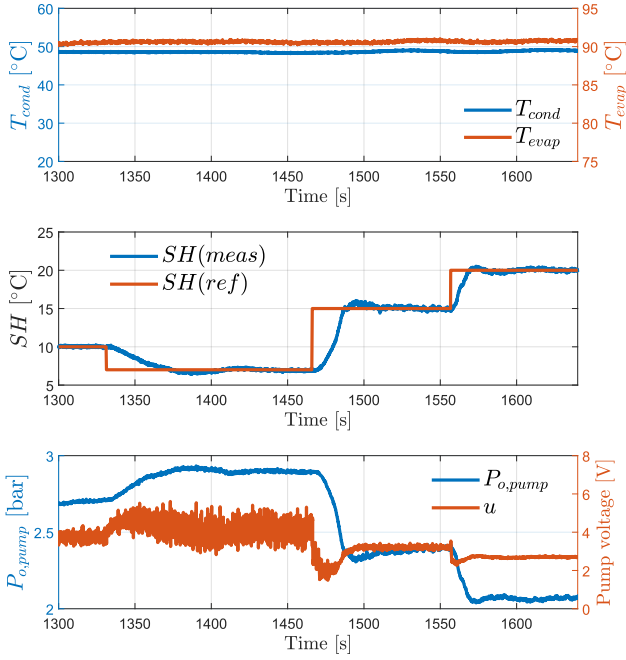 60
50
40
30
20
T_cond [°C]
95
90
85
80
75
T_evap [°C]
T_cond
T_evap
1300 1350 1400 1450 1500 1550 1600
Time [s]
25
20
15
10
5
SH [°C]
SH(meas)
SH(ref)
1300 1350 1400 1450 1500 1550 1600
Time [s]
3
2.5
2
P_o,pump [bar]
8
6
4
2
0
Pump voltage [V]
P_o,pump
u
1300 1350 1400 1450 1500 1550 1600
Time [s]